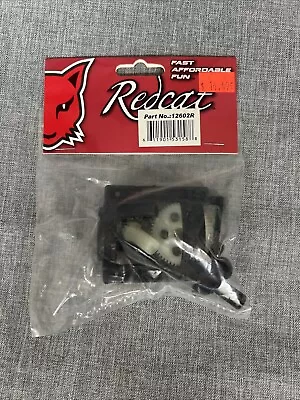 FAST
AFFORDABLE
FUN
Redcat
Part No.:12602R